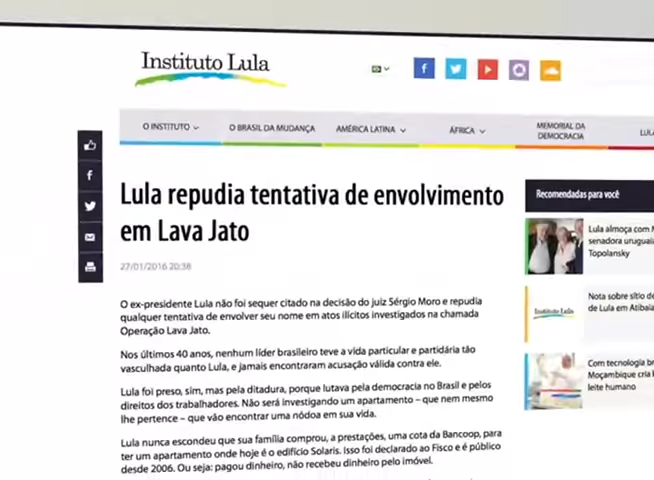 Instituto Lula
O INSTITUTO
O BRASIL DA MUDANÇA
AMÉRICA LATINA
ÁFRICA
MEMORIAL DA
DEMOCRACIA
Lula repudia tentativa de envolvimento
em Lava Jato
27/01/2016 20:38
O ex-presidente Lula não foi sequer citado na decisão do juiz Sérgio Moro e repudia
qualquer tentativa de envolver seu nome em atos ilícitos investigados na chamada
Operação Lava Jato.
Nos últimos 40 anos, nenhum líder brasileiro teve a vida particular e partidária tão
vasculhada quanto Lula, e jamais encontraram acusação válida contra ele.
Lula foi preso, sim, mas pela ditadura, porque lutava pela democracia no Brasil e pelos
direitos dos trabalhadores. Não será investigando um apartamento – que nem mesmo
lhe pertence – que vão encontrar uma nódoa em sua vida.
Lula nunca escondeu que sua família comprou, a prestações, uma cota da Bancoop, para
ter um apartamento onde hoje é o edifício Solaris. Isso foi declarado ao Fisco e é público
desde 2006. Ou seja: pagou dinheiro, não recebeu dinheiro pelo imóvel.
Recomendadas para você
Lula almoça com
senadora uruguai
Topolansky
Instituto Lula
Nota sobre sítio d
de Lula em Atibai
Com tecnologia br
Moçambique cria
leite humano